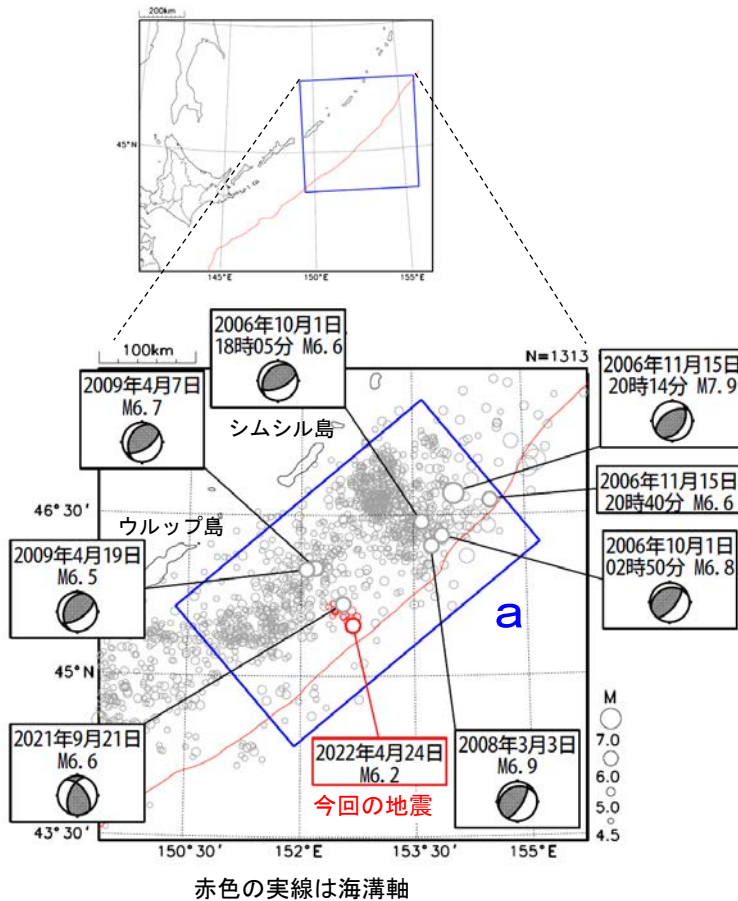 200km
45°N
145°E
150°E
155°E
100km
N=1313
2006年10月1日
18時05分 M6.6
2006年11月15日
20時14分 M7.9
2009年4月7日
M6.7
シムシル島
2006年11月15日
20時40分 M6.6
46°30'
ウルップ島
2009年4月19日
M6.5
2006年10月1日
02時50分 M6.8
a
45°N
2021年9月21日
M6.6
2022年4月24日
M6.2
今回の地震
2008年3月3日
M6.9
M
7.0
6.0
5.0
4.5
43°30'
150°30'
152°E
153°30'
155°E
赤色の実線は海溝軸